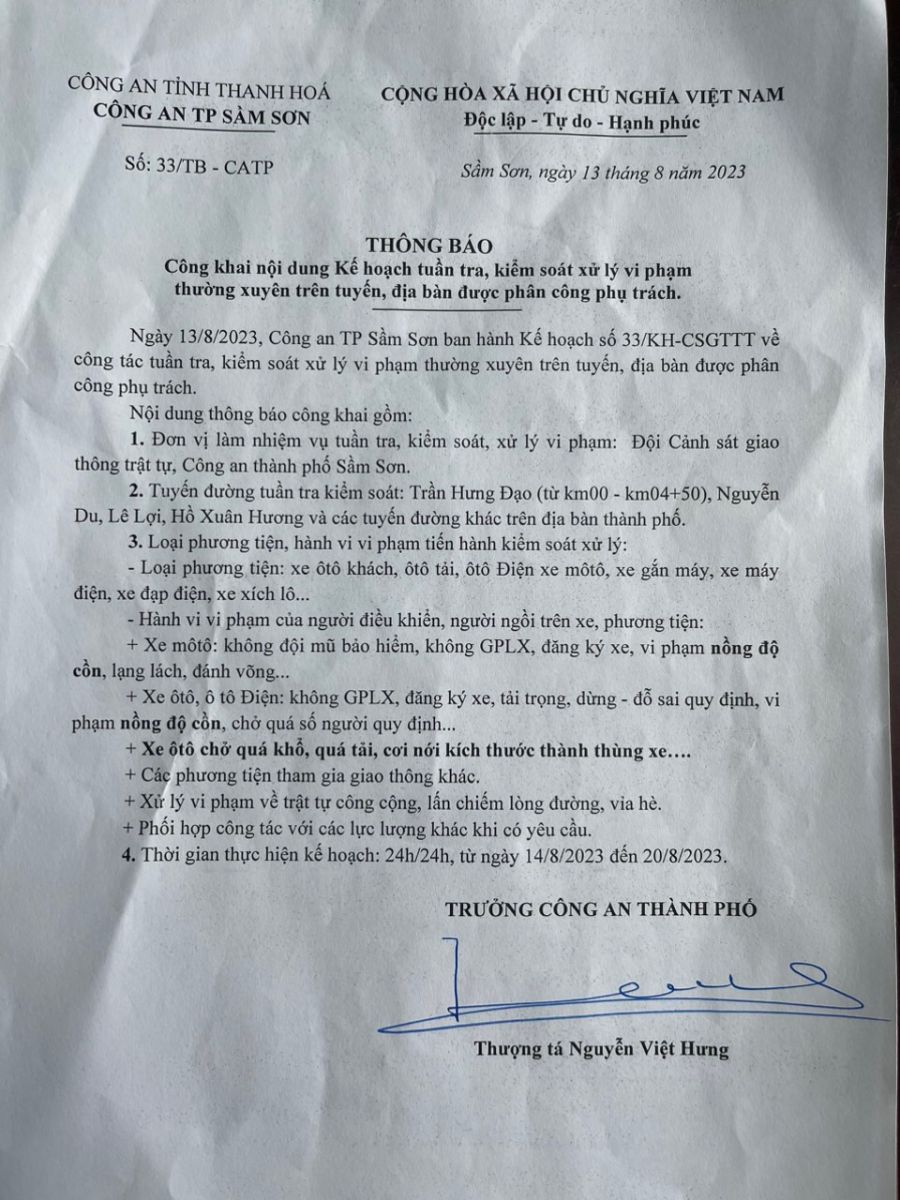 CÔNG AN TỈNH THANH HOÁ
CÔNG AN TP SẦM SƠN
Số: 33/TB - CATP
CỘNG HÒA XÃ HỘI CHỦ NGHĨA VIỆT NAM
Độc lập - Tự do - Hạnh phúc
Sầm Sơn, ngày 13 tháng 8 năm 2023
THÔNG BÁO
Công khai nội dung Kế hoạch tuần tra, kiểm soát xử lý vi phạm
thường xuyên trên tuyến, địa bàn được phân công phụ trách.
Ngày 13/8/2023, Công an TP Sầm Sơn ban hành Kế hoạch số 33/KH-CSGTTT về
công tác tuần tra, kiểm soát xử lý vi phạm thường xuyên trên tuyến, địa bàn được phân
công phụ trách.
Nội dung thông báo công khai gồm:
1. Đơn vị làm nhiệm vụ tuần tra, kiểm soát, xử lý vi phạm: Đội Cảnh sát giao
thông trật tự, Công an thành phố Sầm Sơn.
2. Tuyến đường tuần tra kiểm soát: Trần Hưng Đạo (từ km00 - km04+50), Nguyễn
Du, Lê Lợi, Hồ Xuân Hương và các tuyến đường khác trên địa bàn thành phố.
3. Loại phương tiện, hành vi vi phạm tiến hành kiểm soát xử lý:
- Loại phương tiện: xe ôtô khách, ôtô tải, ôtô Điện xe môtô, xe gắn máy, xe máy
điện, xe đạp điện, xe xích lô...
- Hành vi vi phạm của người điều khiển, người ngồi trên xe, phương tiện:
+ Xe môtô: không đội mũ bảo hiểm, không GPLX, đăng ký xe, vi phạm nồng độ
cồn, lạng lách, đánh võng...
+ Xe ôtô, ô tô Điện: không GPLX, đăng ký xe, tải trọng, dừng - đỗ sai quy định, vi
phạm nồng độ cồn, chở quá số người quy định...
+ Xe ôtô chở quá khổ, quá tải, cơi nới kích thước thành thùng xe….
+ Các phương tiện tham gia giao thông khác.
+ Xử lý vi phạm về trật tự công cộng, lấn chiếm lòng đường, vỉa hè.
+ Phối hợp công tác với các lực lượng khác khi có yêu cầu.
4. Thời gian thực hiện kế hoạch: 24h/24h, từ ngày 14/8/2023 đến 20/8/2023.
TRƯỞNG CÔNG AN THÀNH PHỐ
Thượng tá Nguyễn Việt Hưng